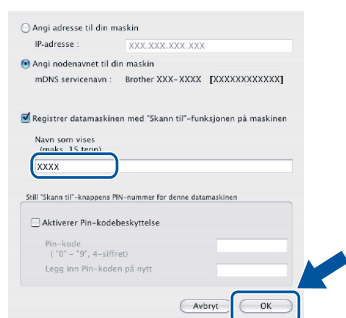 Angi adresse til din maskin
IP-adresse : XXX.XXX.XXX.XXX
Angi nodenavnet til din maskin
mDNS servicenavn : Brother XXX-XXXX [XXXXXXXXXXXX]
Registrer datamaskinen med "Skann til"-funksjonen på maskinen
Navn som vises
(maks. 15 tegn)
XXXX
Still "Skann til"-knappens PIN-nummer for denne datamaskinen
Aktiverer Pin-kodebeskyttelse
Pin-kode
( "0" – "9", 4-siffret)
Legg inn Pin-koden på nytt
Avbryt OK